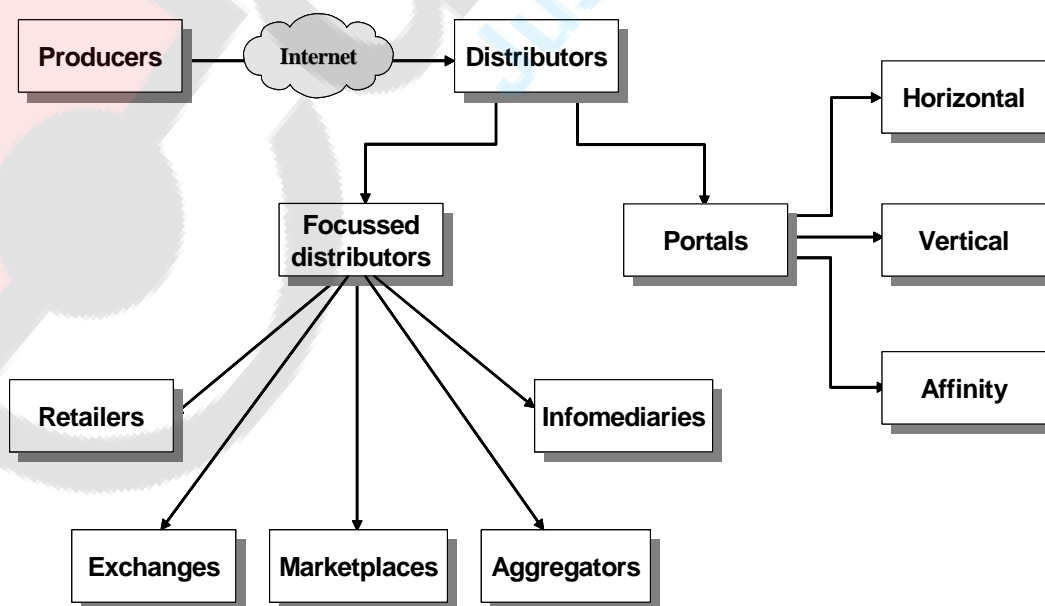 Producers
Internet
Distributors
Horizontal
Focussed
distributors
Portals
Vertical
Retailers
Infomediaries
Affinity
Exchanges
Marketplaces
Aggregators